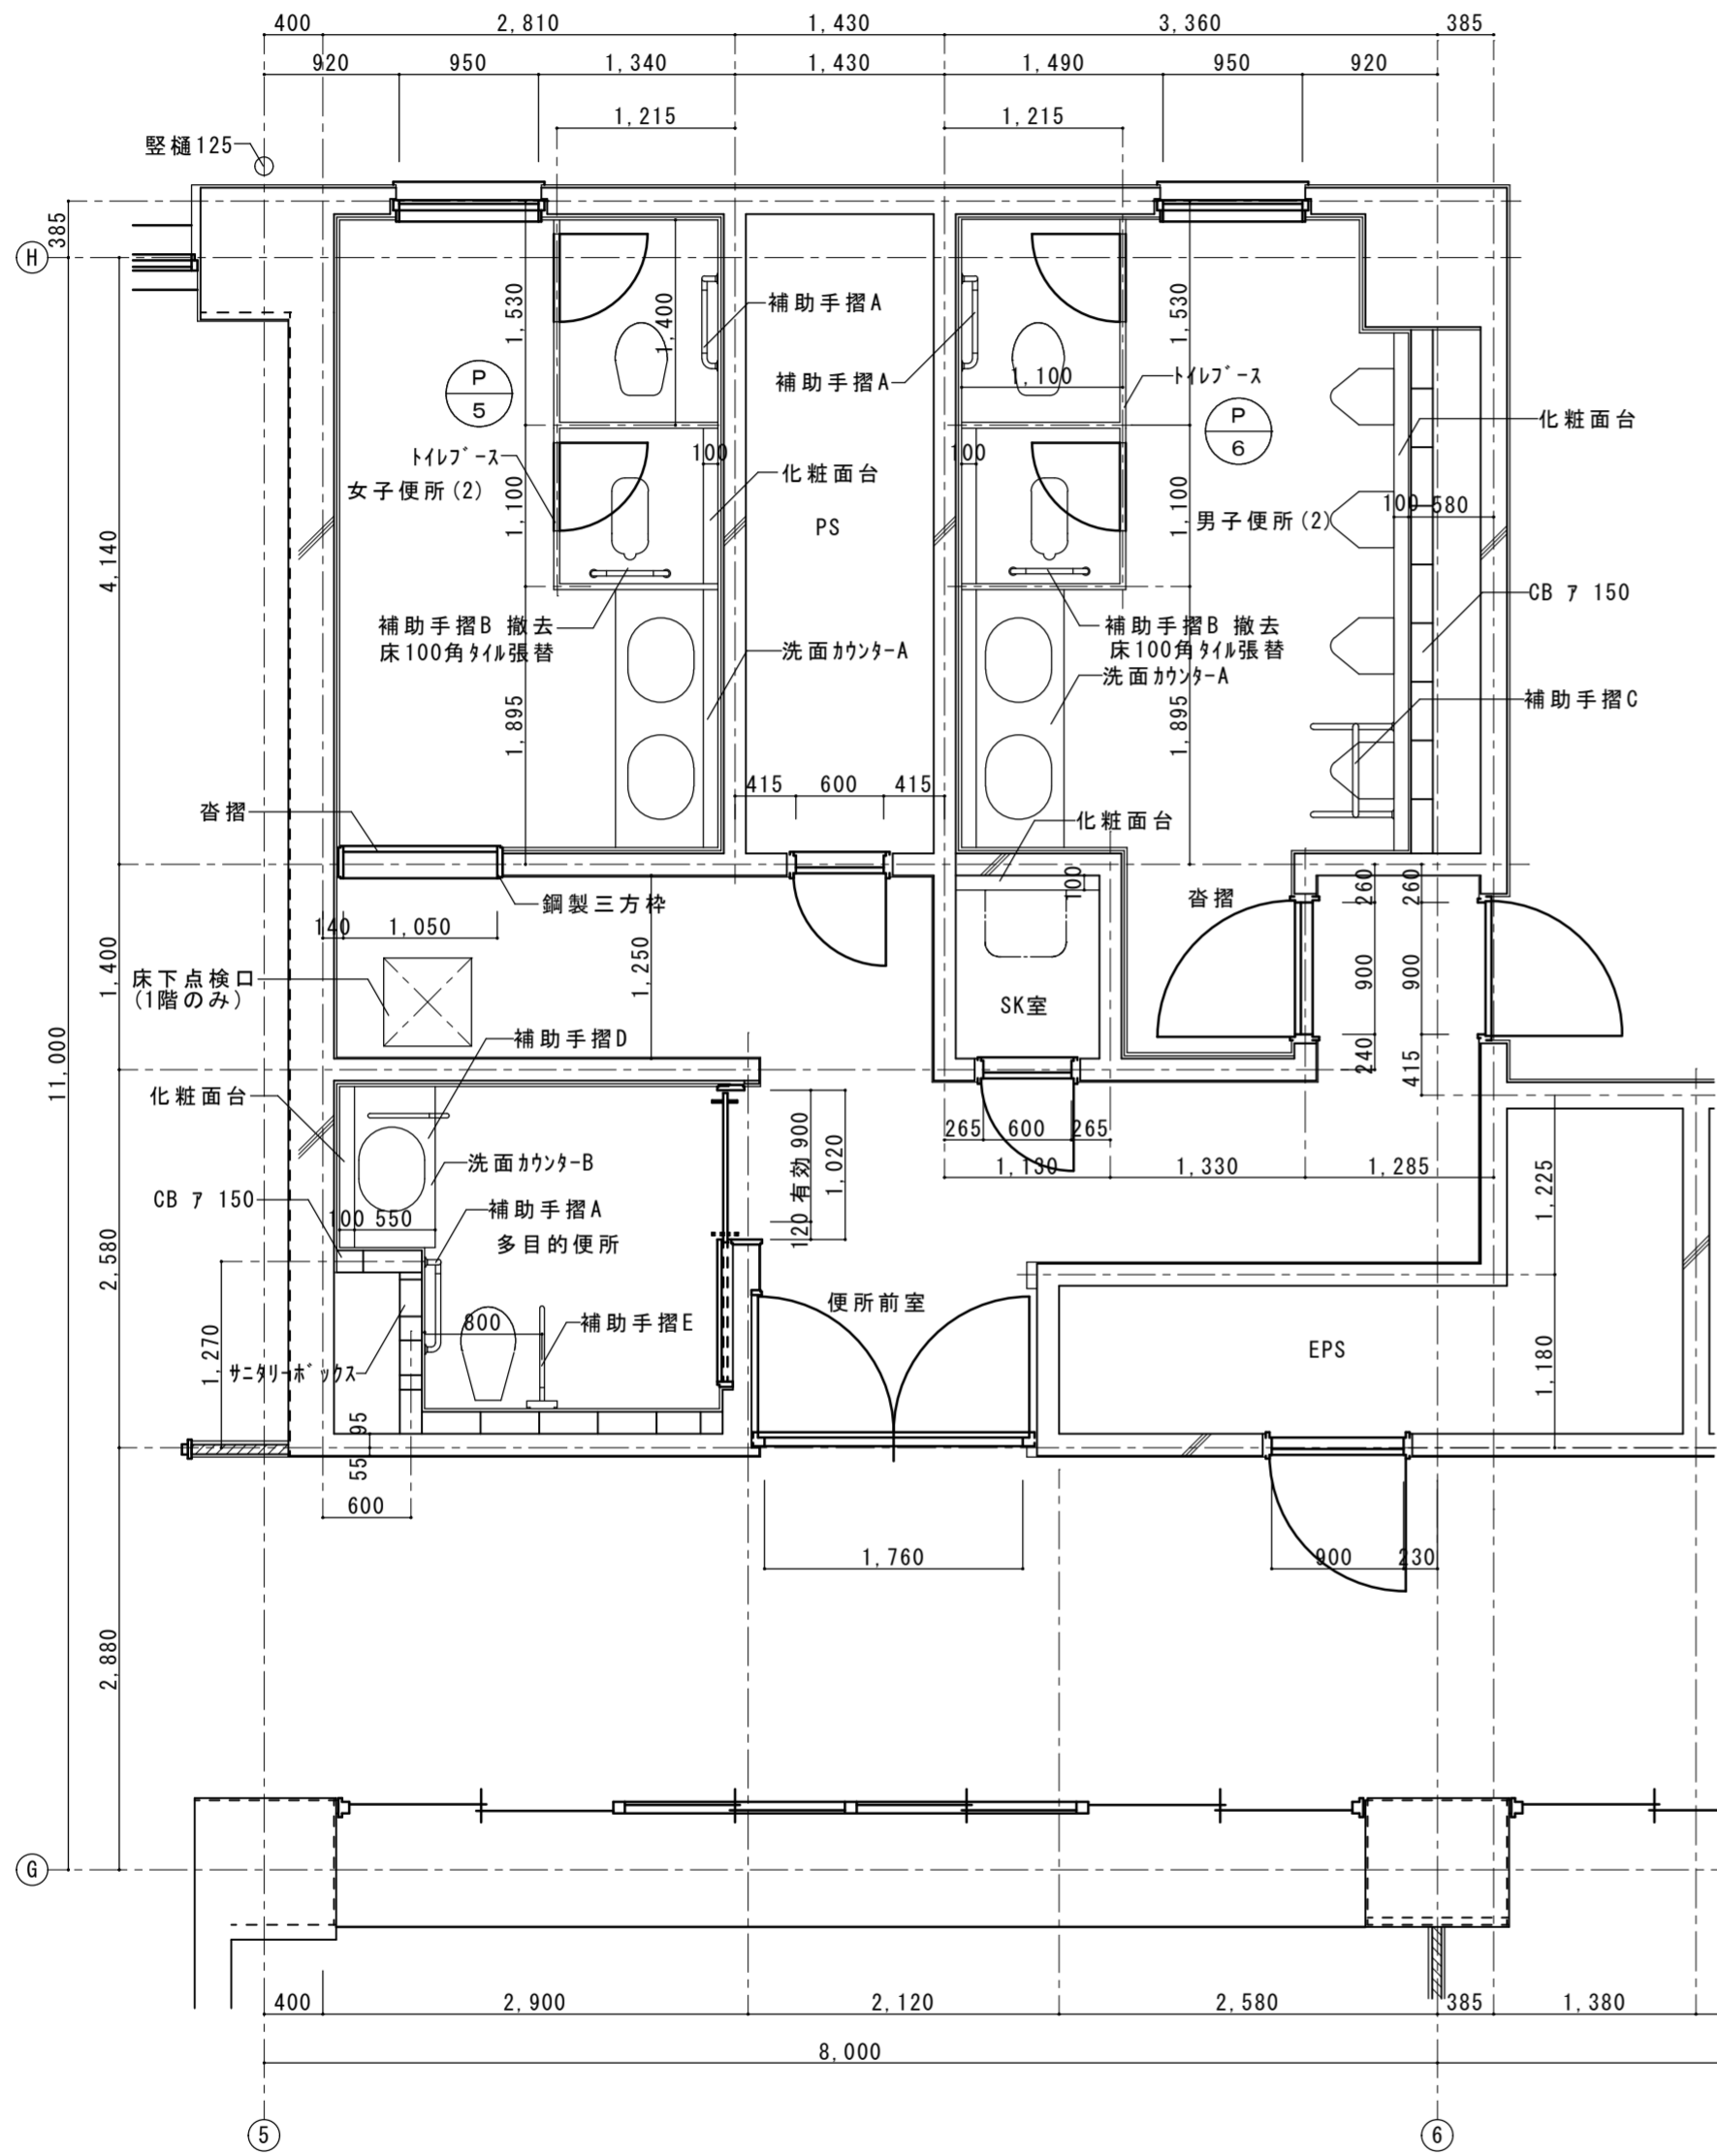 400 2,810 1,430 3,360 385
920 950 1,340 1,430 1,490 950 920
1,215 1,215
竪樋125
385
H
1,530
1,400
補助手摺A
1,530
補助手摺A
1,100
トイレブース
P
5
P
6
化粧面台
トイレブース
100
化粧面台
100
女子便所(2)
1,100
PS
1,100
男子便所(2)
100 580
4,140
CB ア 150
補助手摺B 撤去
床100角タイル張替
洗面カウンターA
補助手摺B 撤去
床100角タイル張替
洗面カウンターA
補助手摺C
1,895
1,895
415 600 415
沓摺
化粧面台
鋼製三方枠
100
沓摺
260
260
140 1,050
1,400
1,250
900
900
床下点検口
(1階のみ)
SK室
11,000
補助手摺D
240
415
化粧面台
265 600 265
有効 900
1,020
120
1,130 1,330 1,285
洗面カウンターB
CB ア 150
補助手摺A
100 550
多目的便所
1,225
2,580
便所前室
800
補助手摺E
EPS
1,270
サニタリーボックス
1,180
95
55
600
1,760
900 230
2,880
G
400 2,900 2,120 2,580 385 1,380
8,000
5 6